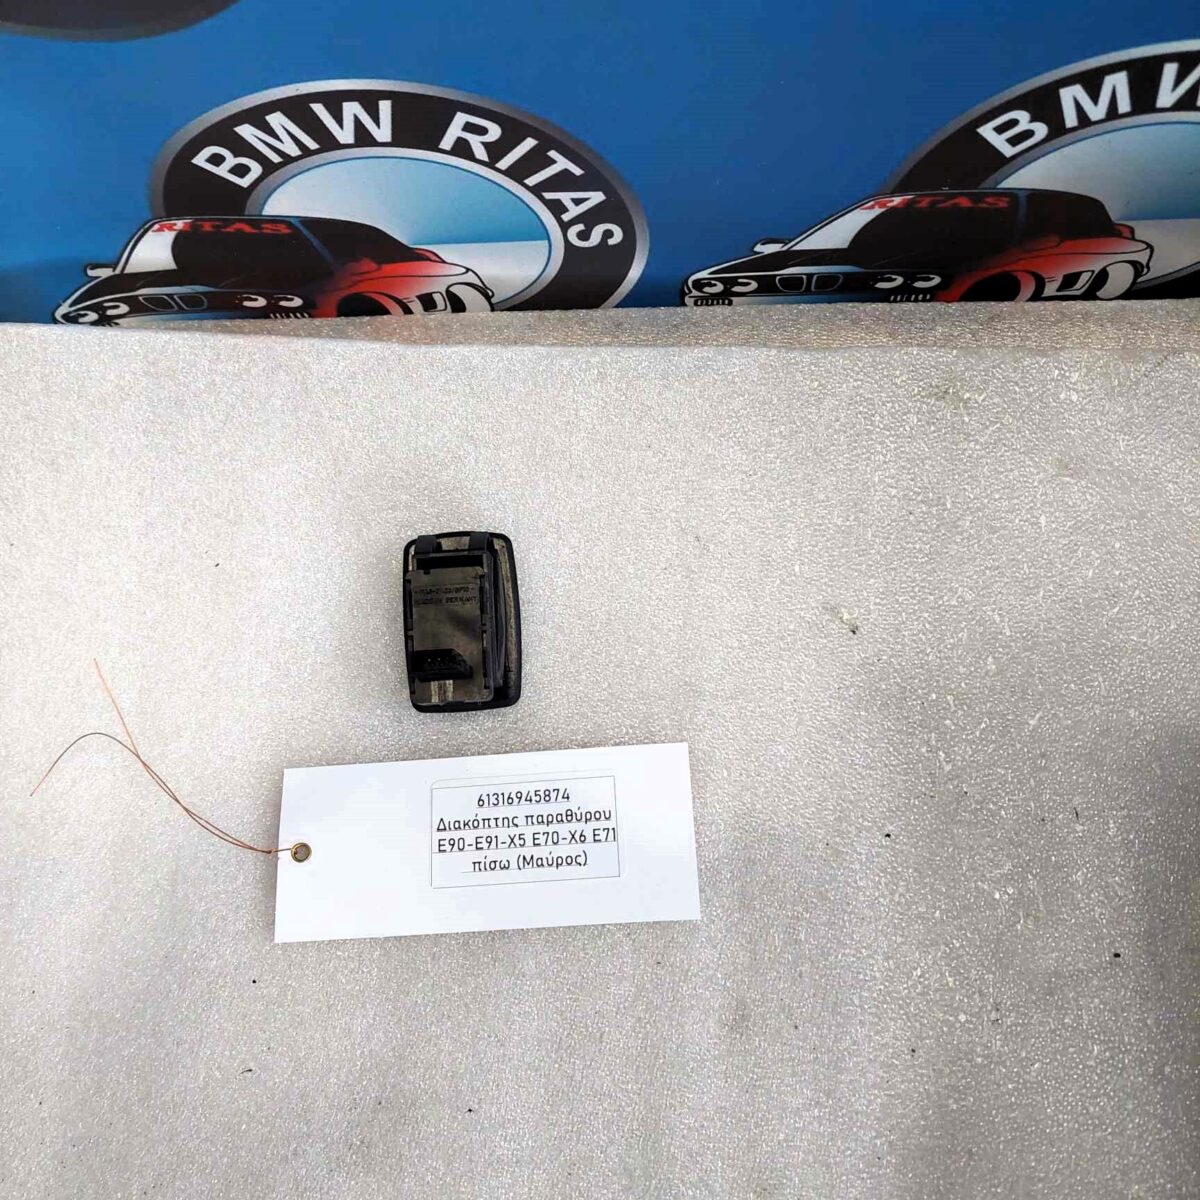 BMW RITAS
BMW
RITAS
RITAS
61316945874
Διακόπτης παραθύρου
E90-E91-X5 E70-X6 E71
πίσω (Μαύρος)